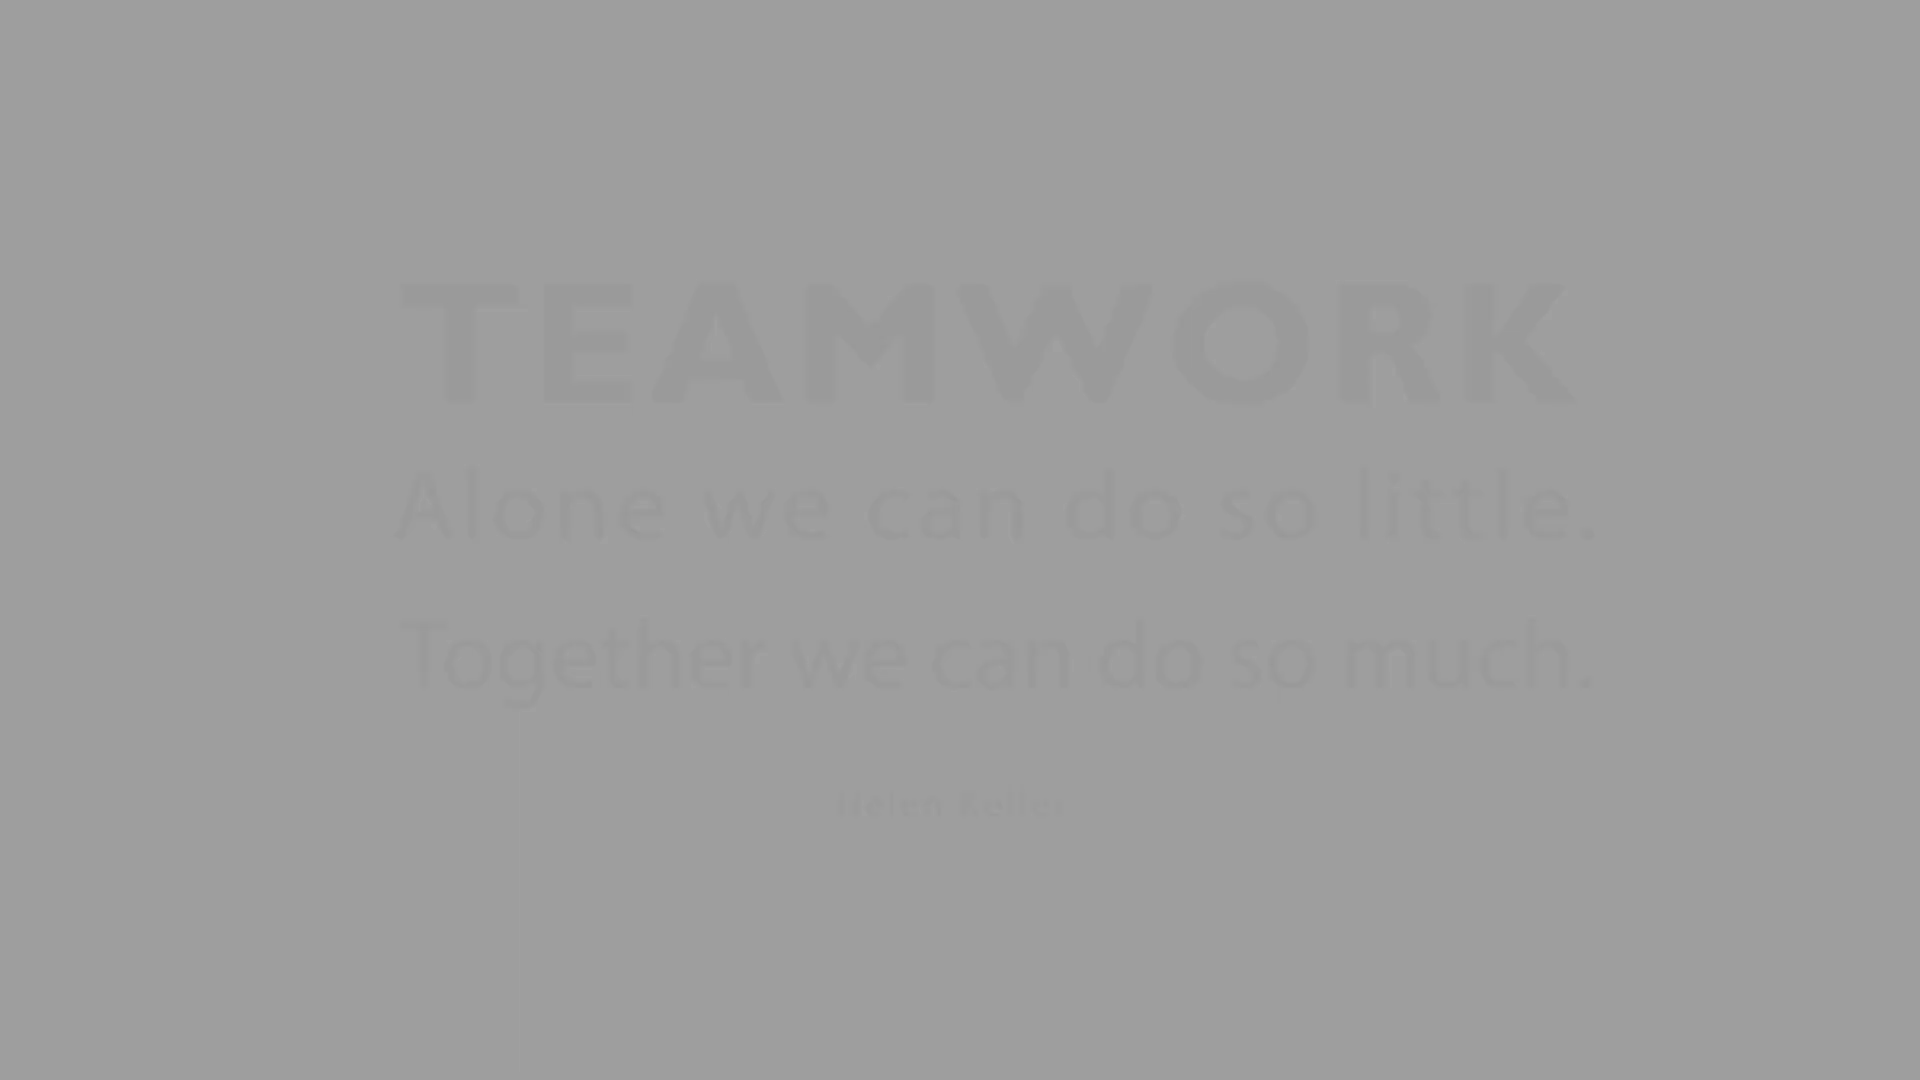 TEAMWORK
Alone we can do so little.
Together we can do so much.
Helen Keller